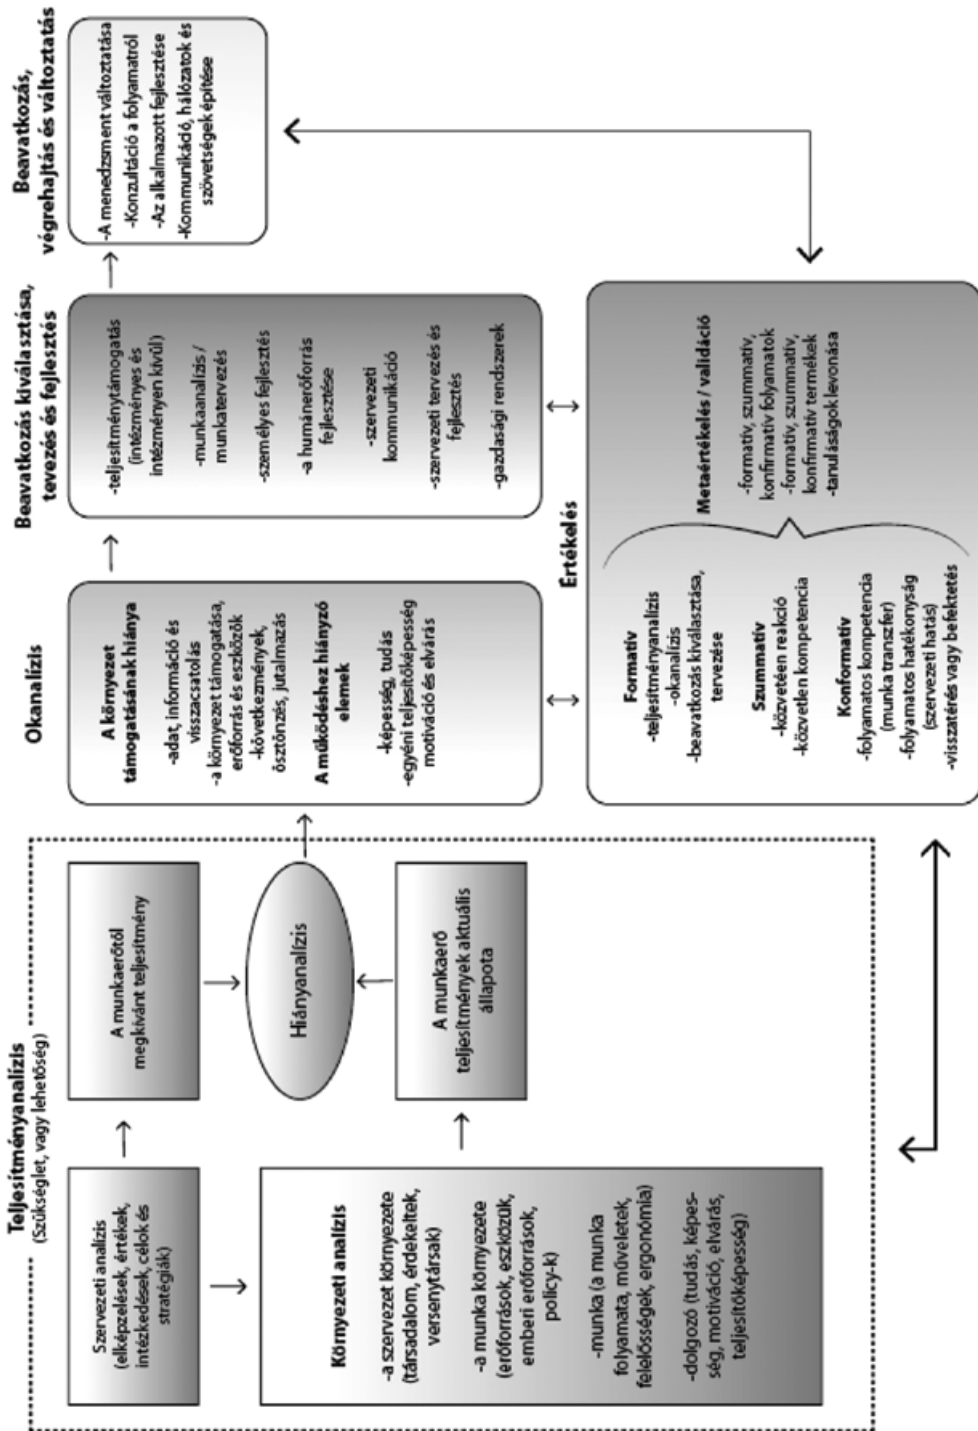 Teljesítményanalízis
(Szükséglet, vagy lehetőség)
Szervezeti analízis
(elképzelések, értékek,
intézkedések, célok és
stratégiák)
A munkaerőtől
megkívánt teljesítmény
Környezeti analízis
-a szervezet környezete
(társadalom, érdekeltek,
versenytársak)
-a munka környezete
(erőforrások, eszközük,
emberi erőforrások,
policy-k)
-munka (a munka
folyamata, műveletek,
felelősségek, ergonómia)
-dolgozó (tudás, képes-
ség, motiváció, elvárás,
teljesítőképesség)
Hiányanalízis
A munkaerő
teljesítmények aktuális
állapota
Okanalízis
A környezet
támogatásának hiánya
-adat, információ és
visszacsatolás
-a környezet támogatása,
erőforrás és eszközök
-következmények,
ösztönzés, jutalmazás
A működéshez hiányzó
elemek
-képesség, tudás
-egyéni teljesítőképesség
motiváció és elvárás
Beavatkozás kiválasztása,
tevezés és fejlesztés
-teljesítménytámogatás
(intézményes és
intézményen kívül)
-munkaanalízis /
munkatervezés
-személyes fejlesztés
-a humánerőforrás
fejlesztése
-szervezeti
kommunikáció
-szervezeti tervezés és
fejlesztés
-gazdasági rendszerek
Beavatkozás,
végrehajtás és változtatás
-A menedzsment változtatása
-Konzultáció a folyamatról
-Az alkalmazott fejlesztése
-Kommunikáció, hálózatok és
szövetségek építése
Értékelés
Formatív
-teljesítményanalízis
-okanalízis
-beavatkozás kiválasztása,
tervezése
Szummatív
-közvetéen reakció
-közvetlen kompetencia
Konformatív
-folyamatos kompetencia
(munka transzfer)
-folyamatos hatékonyság
(szervezeti hatás)
-visszatérés vagy befektetés
Metaértékelés / validáció
-formatív, szummatív,
konfirmatív folyamatok
-formatív, szummatív,
konfirmatív termékek
-tanulságok levonása